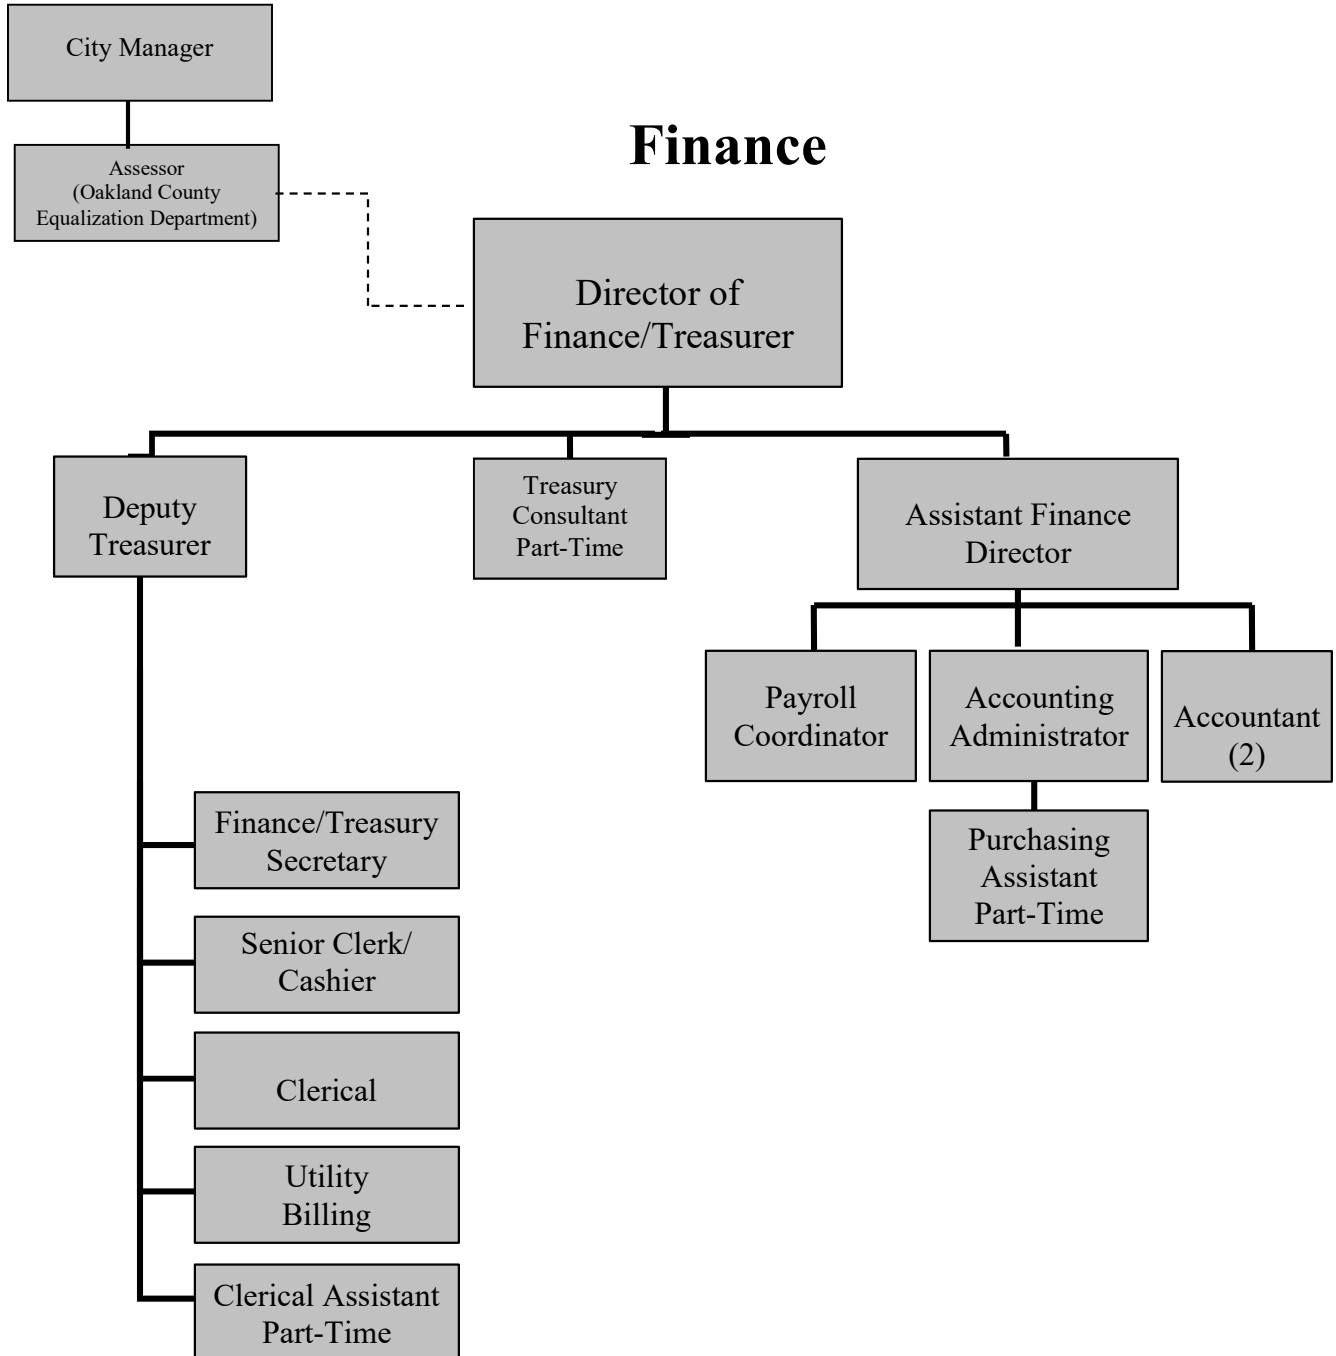 City Manager
Assessor
(Oakland County
Equalization Department)
Finance
Director of
Finance/Treasurer
Deputy
Treasurer
Treasury
Consultant
Part-Time
Assistant Finance
Director
Payroll
Coordinator
Accounting
Administrator
Accountant
(2)
Purchasing
Assistant
Part-Time
Finance/Treasury
Secretary
Senior Clerk/
Cashier
Clerical
Utility
Billing
Clerical Assistant
Part-Time